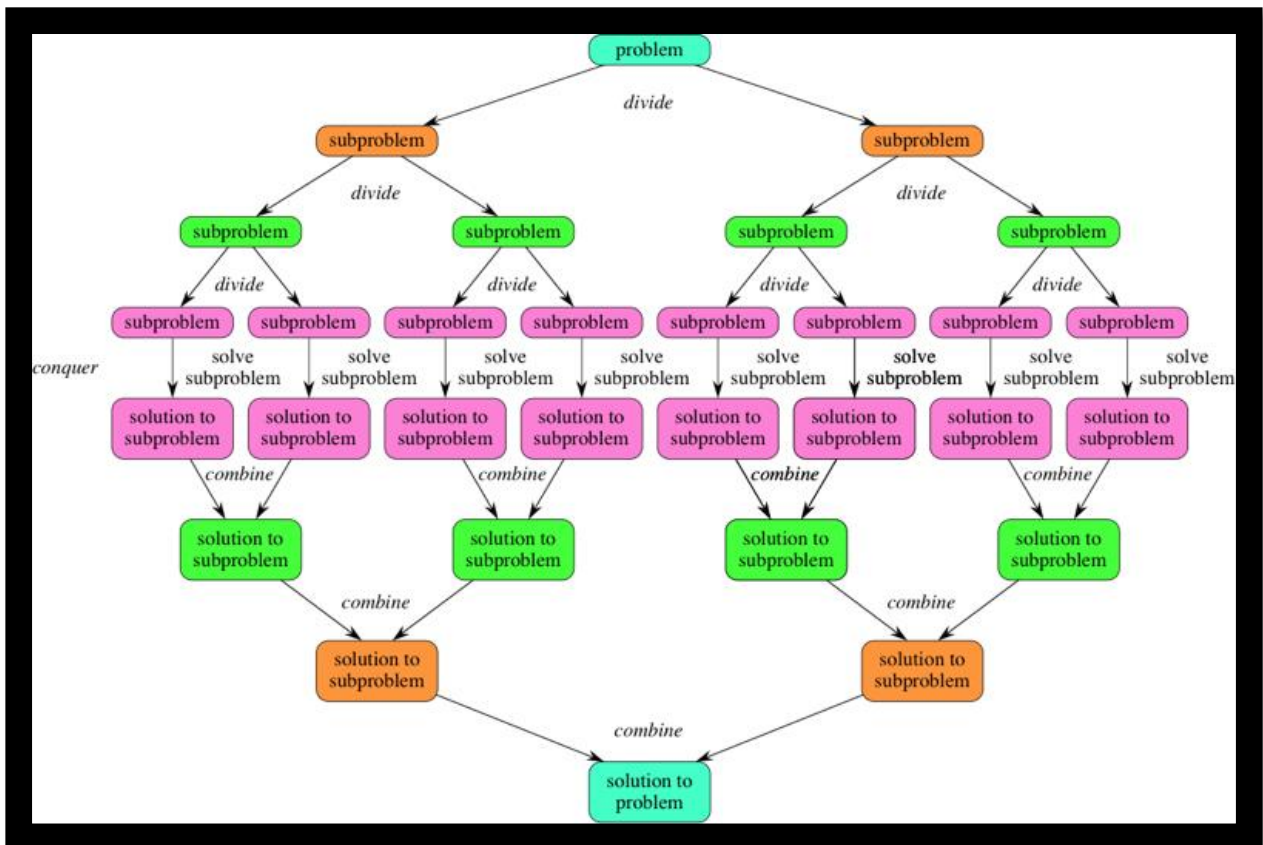 problem
divide
subproblem subproblem
divide divide
subproblem subproblem subproblem subproblem
divide divide divide divide
subproblem subproblem subproblem subproblem subproblem subproblem subproblem subproblem
conquer
solve solve solve solve solve solve solve solve
subproblem subproblem subproblem subproblem subproblem subproblem subproblem subproblem
solution to solution to solution to solution to solution to solution to solution to solution to
subproblem subproblem subproblem subproblem subproblem subproblem subproblem subproblem
combine combine combine combine
solution to solution to solution to solution to
subproblem subproblem subproblem subproblem
combine combine
solution to solution to
subproblem subproblem
combine
solution to
problem